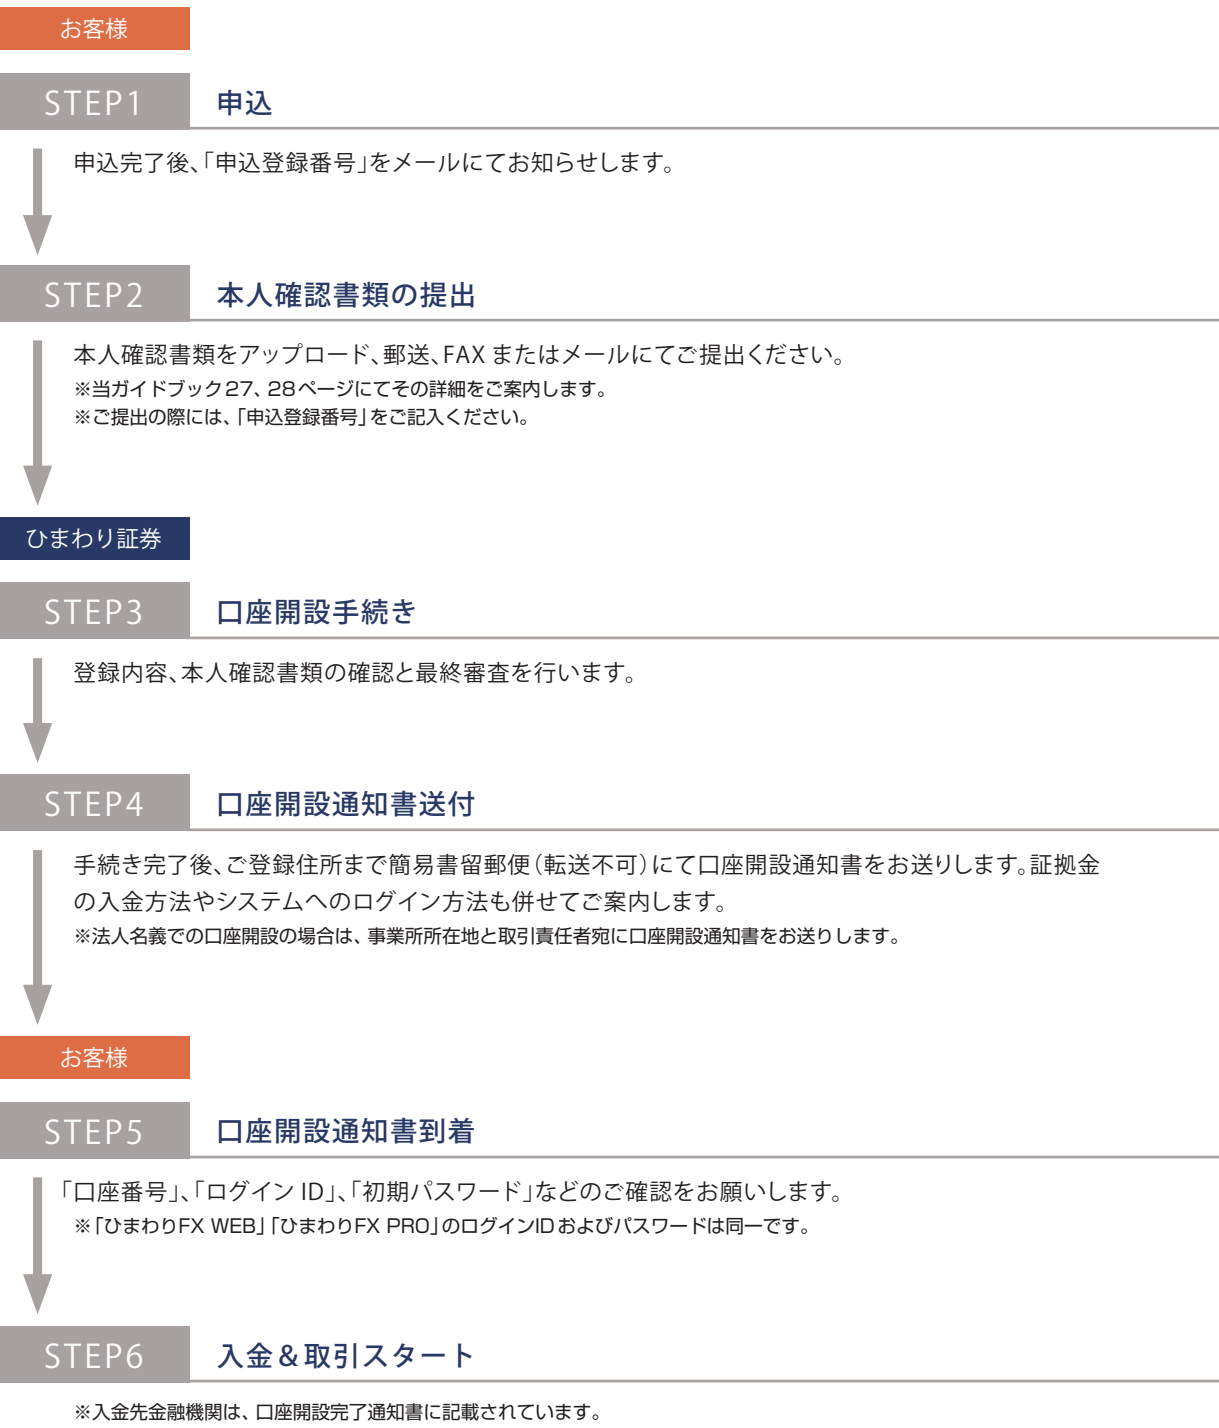 お客様
STEP1 申込
申込完了後、「申込登録番号」をメールにてお知らせします。
STEP2 本人確認書類の提出
本人確認書類をアップロード、郵送、FAX またはメールにてご提出ください。
※当ガイドブック27、28ページにてその詳細をご案内します。
※ご提出の際には、「申込登録番号」をご記入ください。
ひまわり証券
STEP3 口座開設手続き
登録内容、本人確認書類の確認と最終審査を行います。
STEP4 口座開設通知書送付
手続き完了後、ご登録住所まで簡易書留郵便(転送不可)にて口座開設通知書をお送りします。証拠金
の入金方法やシステムへのログイン方法も併せてご案内します。
※法人名義での口座開設の場合は、事業所所在地と取引責任者宛に口座開設通知書をお送りします。
お客様
STEP5 口座開設通知書到着
「口座番号」、「ログイン ID」、「初期パスワード」などのご確認をお願いします。
※「ひまわりFX WEB」「ひまわりFX PRO」のログインIDおよびパスワードは同一です。
STEP6 入金&取引スタート
※入金先金融機関は、口座開設完了通知書に記載されています。